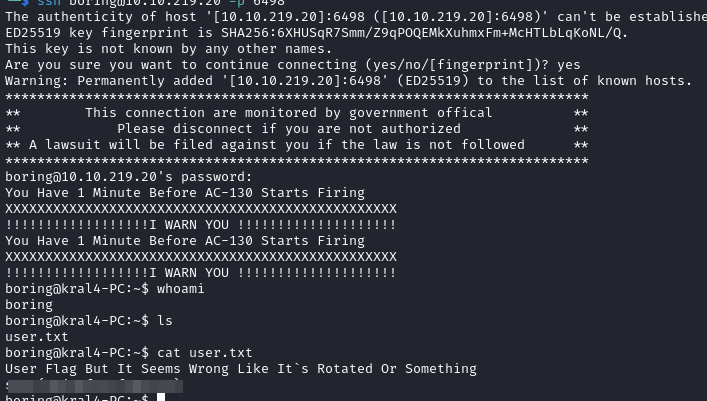 $ ssh boring@10.10.219.20 -p 6498
The authenticity of host '[10.10.219.20]:6498 ([10.10.219.20]:6498)' can't be establishe
ED25519 key fingerprint is SHA256:6XHUSqR7Smm/Z9qPOQEMkXuhmxFm+McHTLbLqKoNL/Q.
This key is not known by any other names.
Are you sure you want to continue connecting (yes/no/[fingerprint])? yes
Warning: Permanently added '[10.10.219.20]:6498' (ED25519) to the list of known hosts.
*************************************************************************
**        This connection are monitored by government offical          **
**            Please disconnect if you are not authorized              **
** A lawsuit will be filed against you if the law is not followed      **
*************************************************************************
boring@10.10.219.20's password:
You Have 1 Minute Before AC-130 Starts Firing
XXXXXXXXXXXXXXXXXXXXXXXXXXXXXXXXXXXXXXXXXXXXXXXXX
!!!!!!!!!!!!!!!!!!I WARN YOU !!!!!!!!!!!!!!!!!!!!
You Have 1 Minute Before AC-130 Starts Firing
XXXXXXXXXXXXXXXXXXXXXXXXXXXXXXXXXXXXXXXXXXXXXXXXX
!!!!!!!!!!!!!!!!!!I WARN YOU !!!!!!!!!!!!!!!!!!!!
boring@kral4-PC:~$ whoami
boring
boring@kral4-PC:~$ ls
user.txt
boring@kral4-PC:~$ cat user.txt
User Flag But It Seems Wrong Like It`s Rotated Or Something
boring@kral4-PC:~$